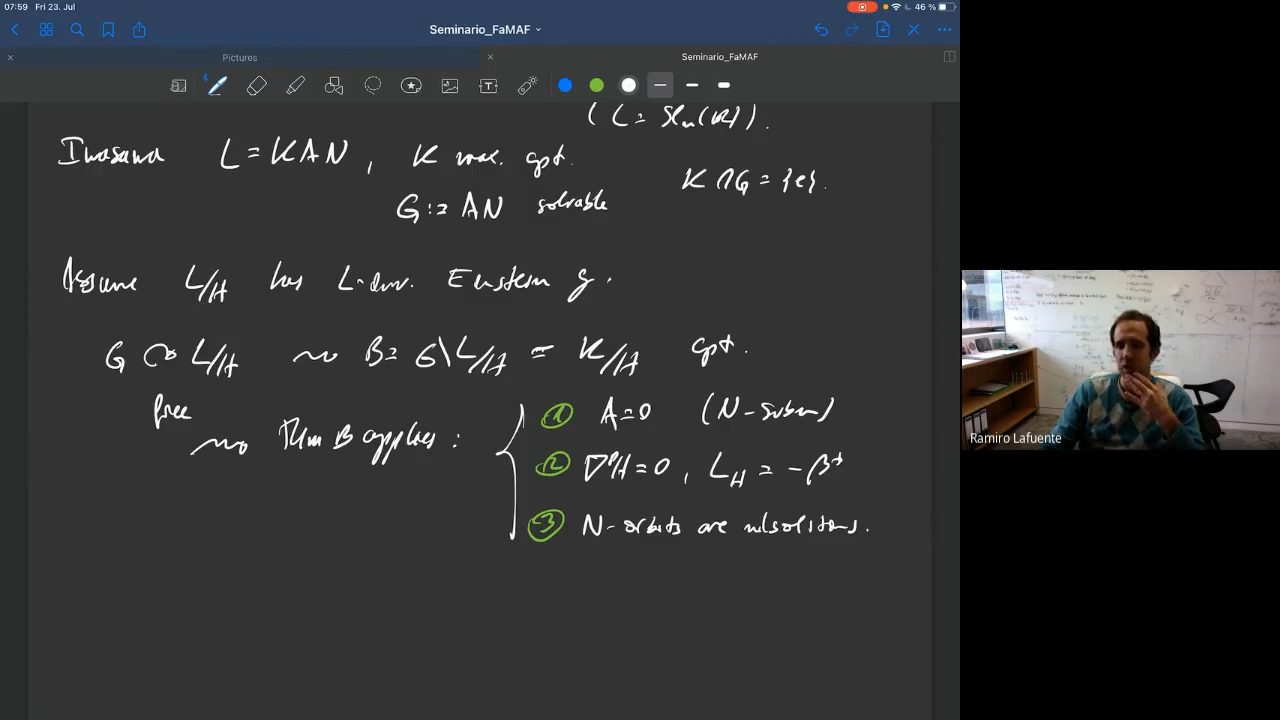 07:59 Fri 23. Jul
46 %
Seminario_FaMAF
Pictures
Seminario_FaMAF
( L = Sln(R) ).
Iwasawa L = KAN , K max. cpt.
K ∩ G = {e}.
G := AN solvable
Assume L/H has L-inv. Einstein g.
G ↷ L/H ⇝ B = G\L/H = K/H cpt.
free
⇝ Thm B applies :
① A=0 (N-subm)
② ∇H=0 , L_H = -β⁺
③ N-orbits are nilsolitons.
Ramiro Lafuente